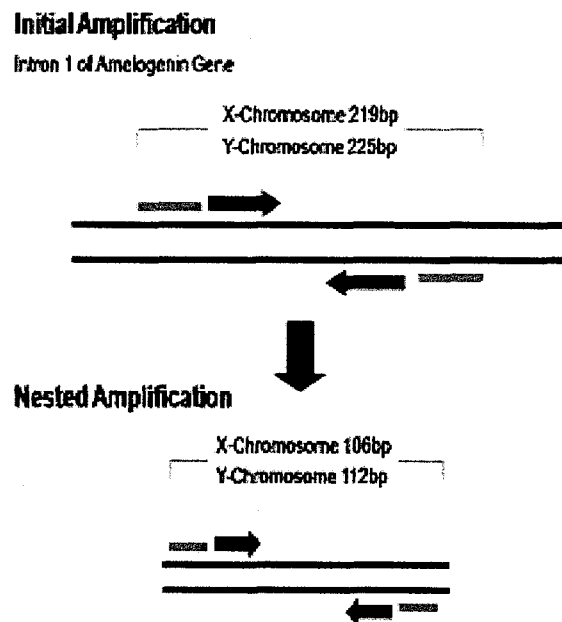 Initial Amplification
Intron 1 of Amelogenin Gene
X-Chromosome 219bp
Y-Chromosome 225bp
Nested Amplification
X-Chromosome 106bp
Y-Chromosome 112bp